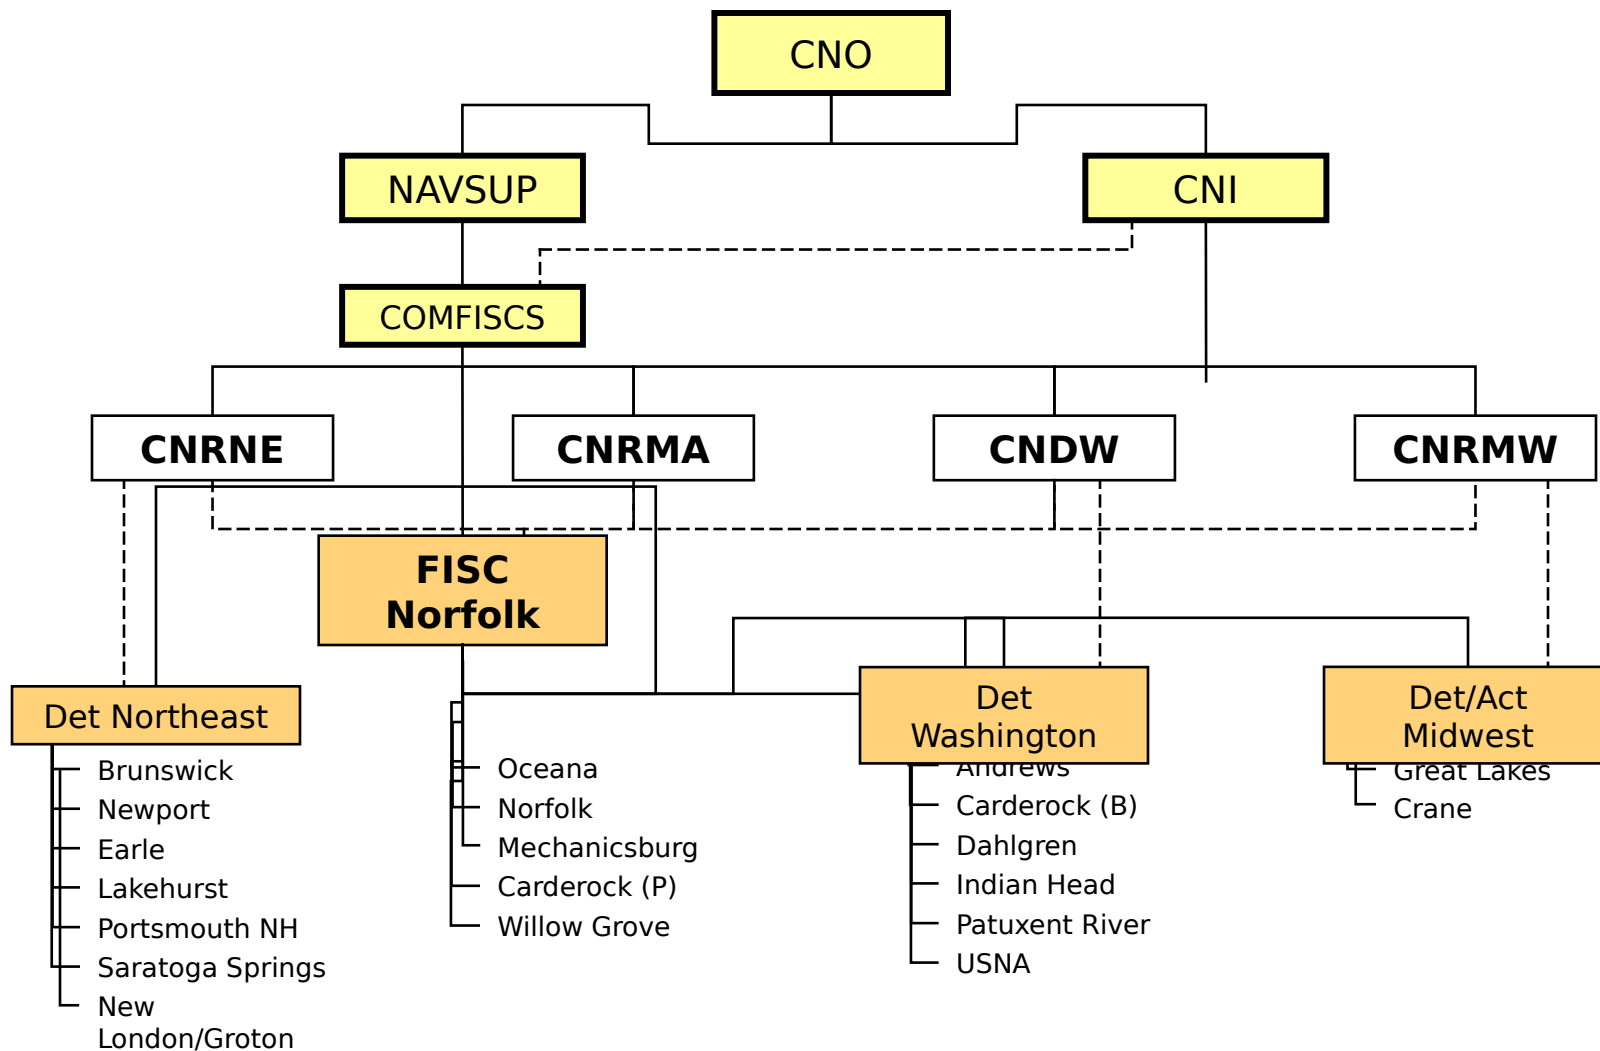 CNO
NAVSUP
CNI
COMFISCS
CNRNE
CNRMA
CNDW
CNRMW
FISC
Norfolk
Det Northeast
Det
Washington
Det/Act
Midwest
Brunswick
Newport
Earle
Lakehurst
Portsmouth NH
Saratoga Springs
New
London/Groton
Oceana
Norfolk
Mechanicsburg
Carderock (P)
Willow Grove
Andrews
Carderock (B)
Dahlgren
Indian Head
Patuxent River
USNA
Great Lakes
Crane